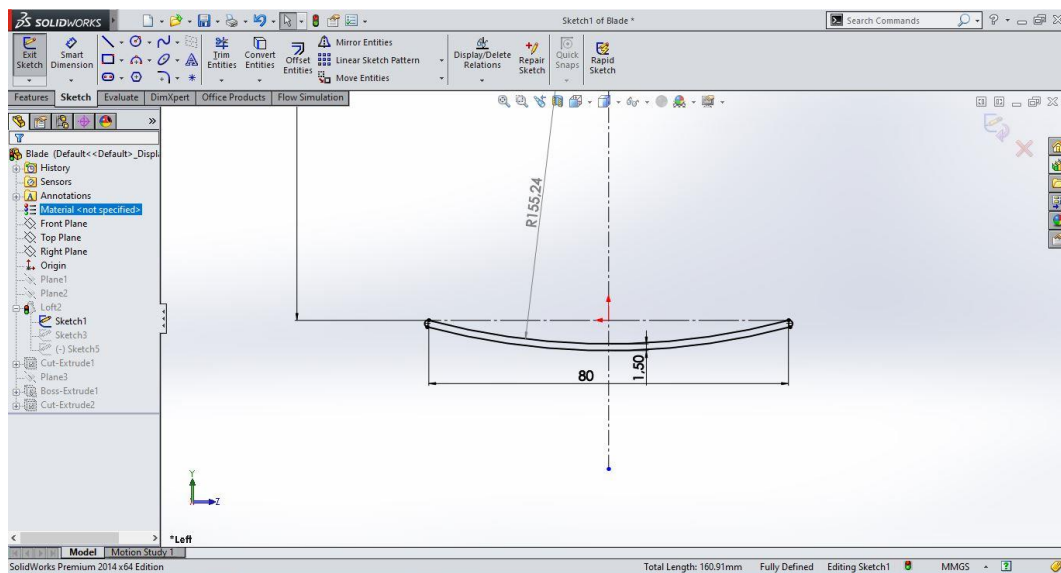 SOLIDWORKS
Sketch1 of Blade *
Search Commands
Exit Sketch
Smart Dimension
Trim Entities
Convert Entities
Offset Entities
Mirror Entities
Linear Sketch Pattern
Move Entities
Display/Delete Relations
Repair Sketch
Quick Snaps
Rapid Sketch
Features Sketch Evaluate DimXpert Office Products Flow Simulation
Blade (Default<<Default>_Displ
History
Sensors
Annotations
Material <not specified>
Front Plane
Top Plane
Right Plane
Origin
Plane1
Plane2
Loft2
Sketch1
Sketch3
(-) Sketch5
Cut-Extrude1
Plane3
Boss-Extrude1
Cut-Extrude2
R155,24
1,50
80
Y
Z
*Left
Model Motion Study 1
SolidWorks Premium 2014 x64 Edition
Total Length: 160.91mm Fully Defined Editing Sketch1 MMGS